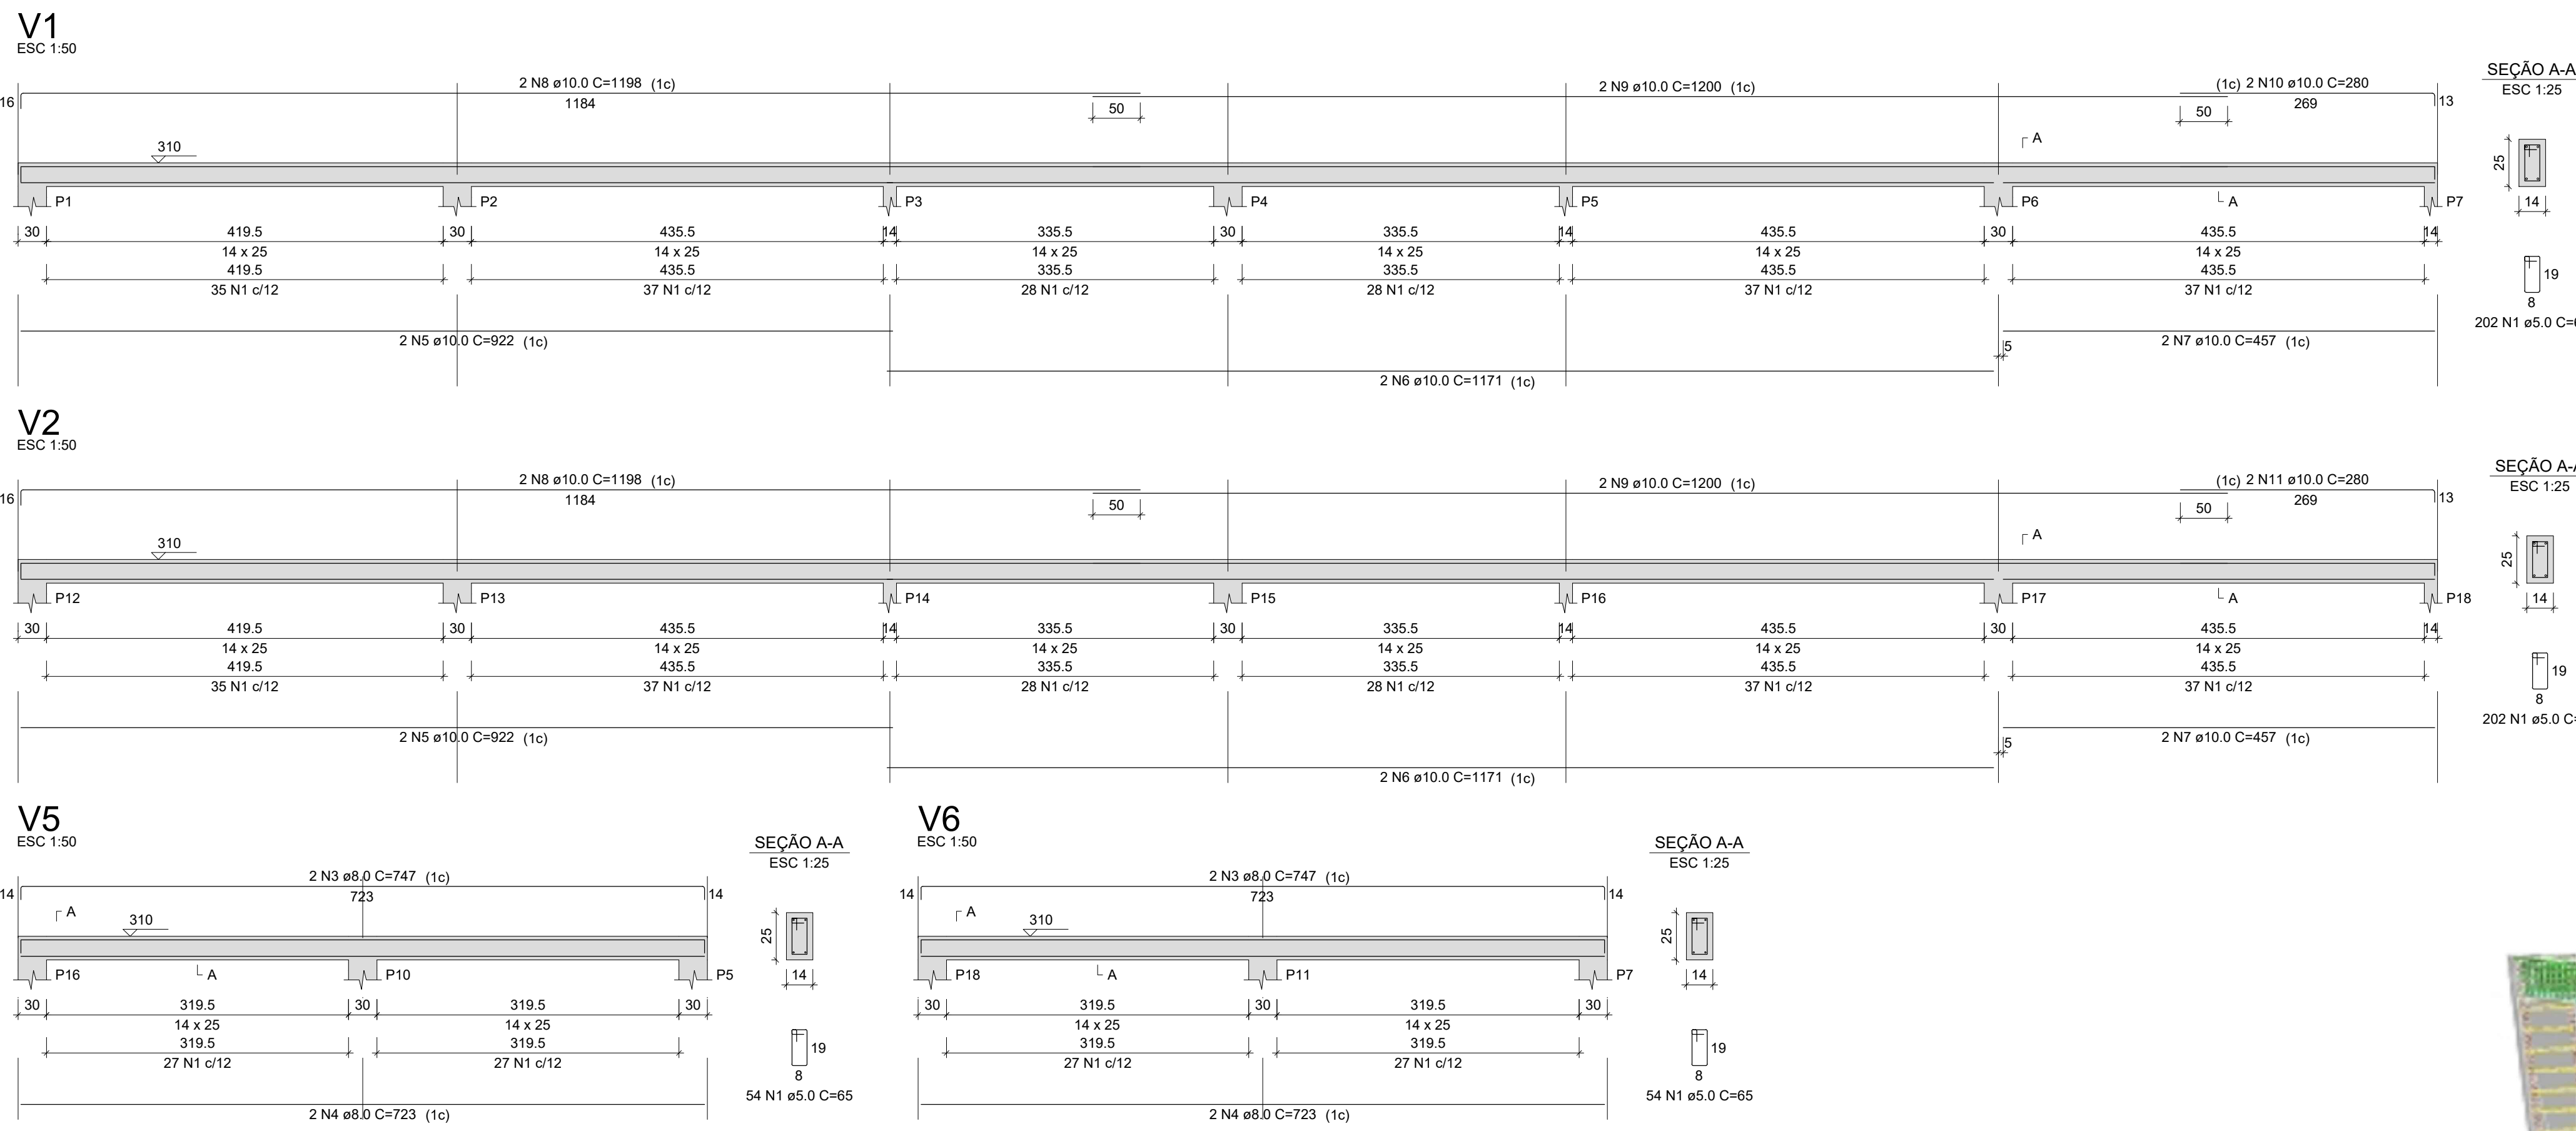 V1
ESC 1:50
2 N8 ø10.0 C=1198 (1c)
2 N9 ø10.0 C=1200 (1c)
(1c) 2 N10 ø10.0 C=280
SEÇÃO A-A
ESC 1:25
16
1184
50
50
269
13
310
A
25
14
P1
P2
P3
P4
P5
P6
A
P7
30
419.5
30
435.5
14
335.5
30
335.5
14
435.5
30
435.5
14
14 x 25
14 x 25
14 x 25
14 x 25
14 x 25
14 x 25
419.5
435.5
335.5
335.5
435.5
435.5
35 N1 c/12
37 N1 c/12
28 N1 c/12
28 N1 c/12
37 N1 c/12
37 N1 c/12
19
8
202 N1 ø5.0
2 N5 ø10.0 C=922 (1c)
5
2 N7 ø10.0 C=457 (1c)
2 N6 ø10.0 C=1171 (1c)
V2
ESC 1:50
2 N8 ø10.0 C=1198 (1c)
2 N9 ø10.0 C=1200 (1c)
(1c) 2 N11 ø10.0 C=280
SEÇÃO
ESC 1:25
16
1184
50
50
269
13
310
A
25
14
P12
P13
P14
P15
P16
P17
A
P18
30
419.5
30
435.5
14
335.5
30
335.5
14
435.5
30
435.5
14
14 x 25
14 x 25
14 x 25
14 x 25
14 x 25
14 x 25
419.5
435.5
335.5
335.5
435.5
435.5
35 N1 c/12
37 N1 c/12
28 N1 c/12
28 N1 c/12
37 N1 c/12
37 N1 c/12
19
8
202 N1 ø5.0
2 N5 ø10.0 C=922 (1c)
5
2 N7 ø10.0 C=457 (1c)
2 N6 ø10.0 C=1171 (1c)
V5
ESC 1:50
SEÇÃO A-A
ESC 1:25
2 N3 ø8.0 C=747 (1c)
14
723
14
A
310
25
14
P16
A
P10
P5
30
319.5
30
319.5
30
14 x 25
14 x 25
319.5
319.5
27 N1 c/12
27 N1 c/12
19
8
54 N1 ø5.0 C=65
2 N4 ø8.0 C=723 (1c)
V6
ESC 1:50
SEÇÃO A-A
ESC 1:25
2 N3 ø8.0 C=747 (1c)
14
723
14
A
310
25
14
P18
A
P11
P7
30
319.5
30
319.5
30
14 x 25
14 x 25
319.5
319.5
27 N1 c/12
27 N1 c/12
19
8
54 N1 ø5.0 C=65
2 N4 ø8.0 C=723 (1c)